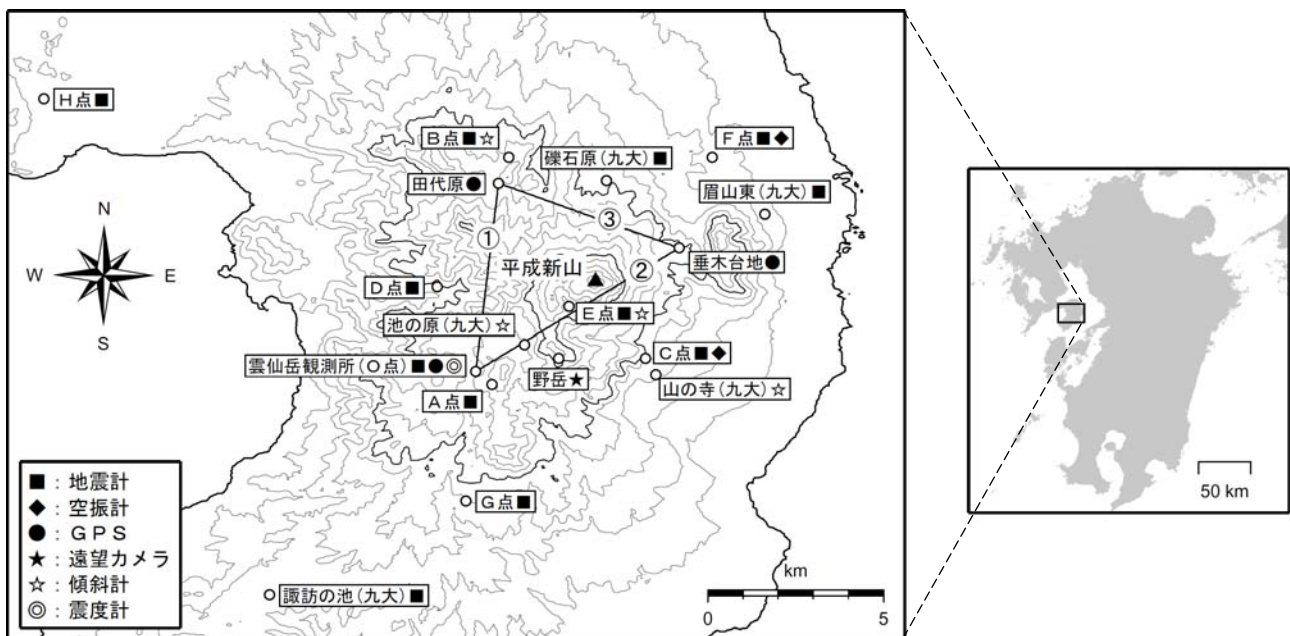 H点■
B点■☆
礫石原(九大)■
F点■◆
田代原●
眉山東(九大)■
N
W
E
S
①
③
②
平成新山
垂木台地●
D点■
E点■☆
池の原(九大)☆
雲仙岳観測所(O点)■●◎
C点■◆
野岳★
山の寺(九大)☆
A点■
G点■
諏訪の池(九大)■
■：地震計
◆：空振計
●：GPS
★：遠望カメラ
☆：傾斜計
◎：震度計
km
0 5
50 km